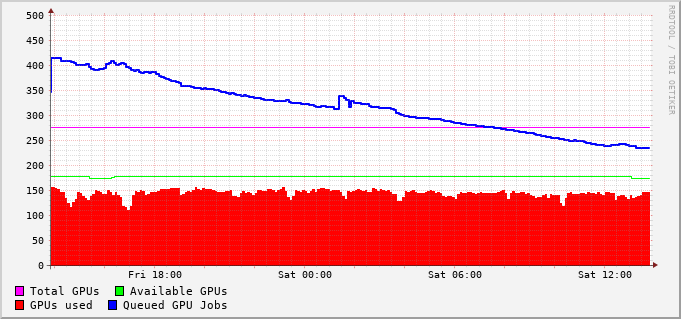 RRDTOOL / TOBI OETIKER
500
450
400
350
300
250
200
150
100
50
0
Fri 18:00 Sat 00:00 Sat 06:00 Sat 12:00
Total GPUs Available GPUs
GPUs used Queued GPU Jobs